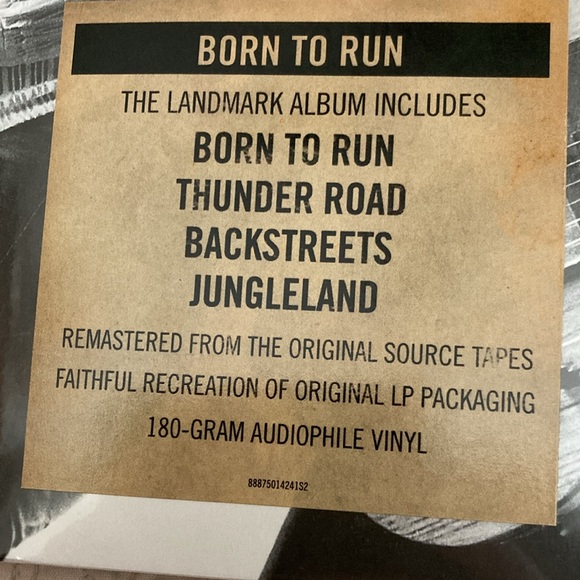 BORN TO RUN
THE LANDMARK ALBUM INCLUDES
BORN TO RUN
THUNDER ROAD
BACKSTREETS
JUNGLELAND
REMASTERED FROM THE ORIGINAL SOURCE TAPES
FAITHFUL RECREATION OF ORIGINAL LP PACKAGING
180-GRAM AUDIOPHILE VINYL
88875014241S2